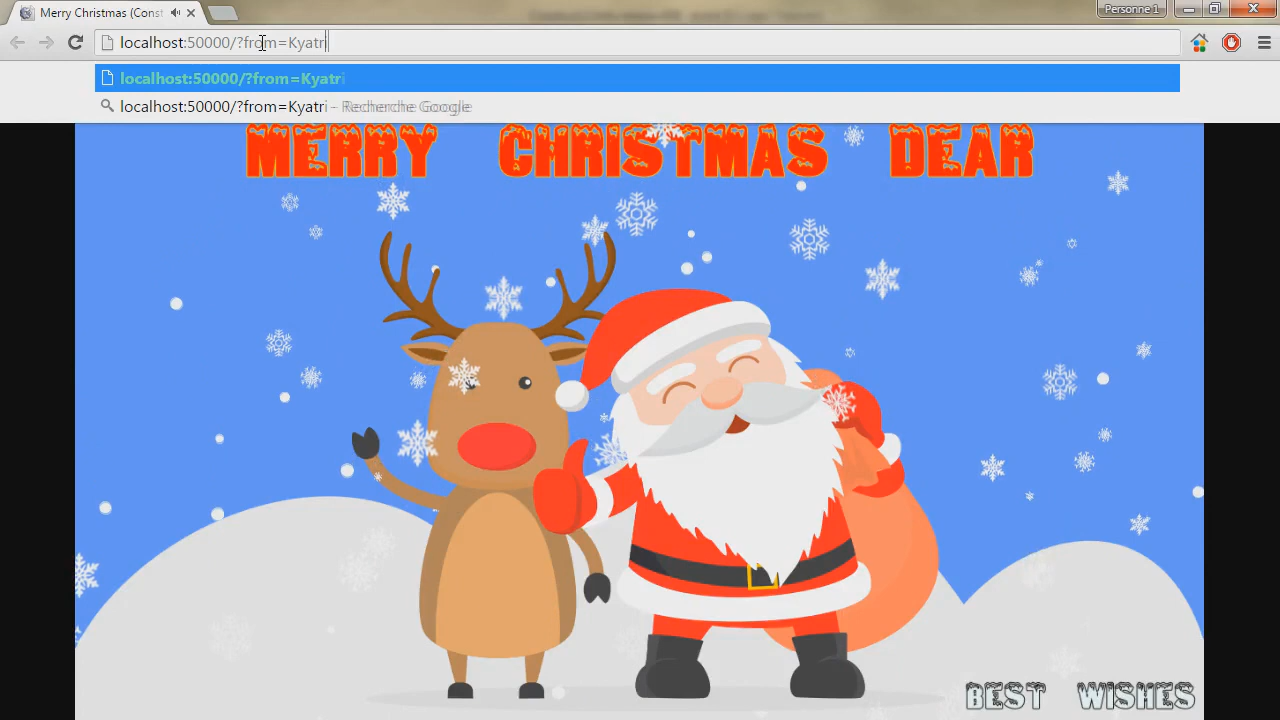 Merry Christmas (Const
Personne 1
localhost:50000/?from=Kyatri
localhost:50000/?from=Kyatri
localhost:50000/?from=Kyatri - Recherche Google
MERRY CHRISTMAS DEAR
BEST WISHES